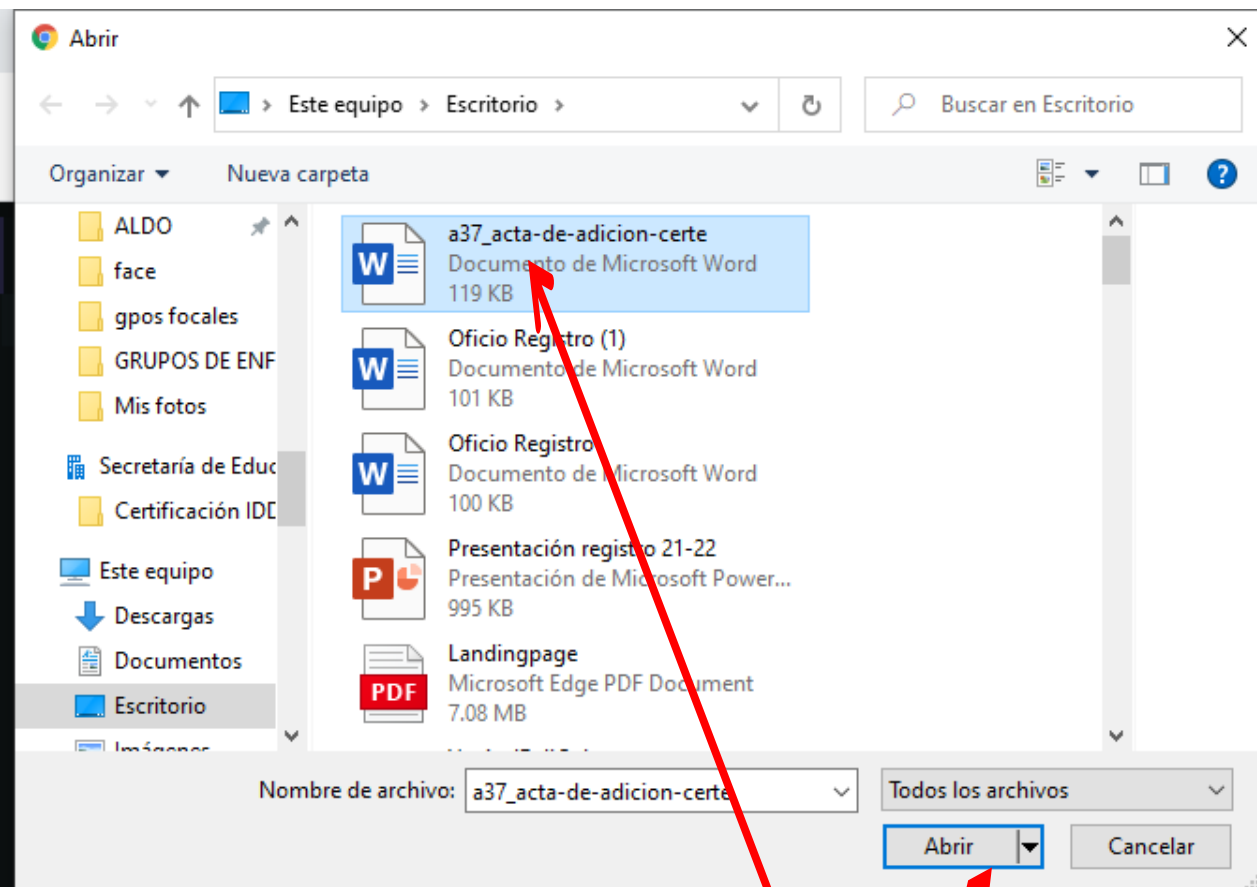 Abrir
Este equipo > Escritorio >
Buscar en Escritorio
Organizar
Nueva carpeta
ALDO
face
gpos focales
GRUPOS DE ENF
Mis fotos
Secretaría de Educ
Certificación IDD
Este equipo
Descargas
Documentos
Escritorio
Imágenes
a37_acta-de-adicion-certe
Documento de Microsoft Word
119 KB
Oficio Registro (1)
Documento de Microsoft Word
101 KB
Oficio Registro
Documento de Microsoft Word
100 KB
Presentación registro 21-22
Presentación de Microsoft Power...
995 KB
Landingpage
Microsoft Edge PDF Document
7.08 MB
Nombre de archivo:
a37_acta-de-adicion-certe
Todos los archivos
Abrir
Cancelar